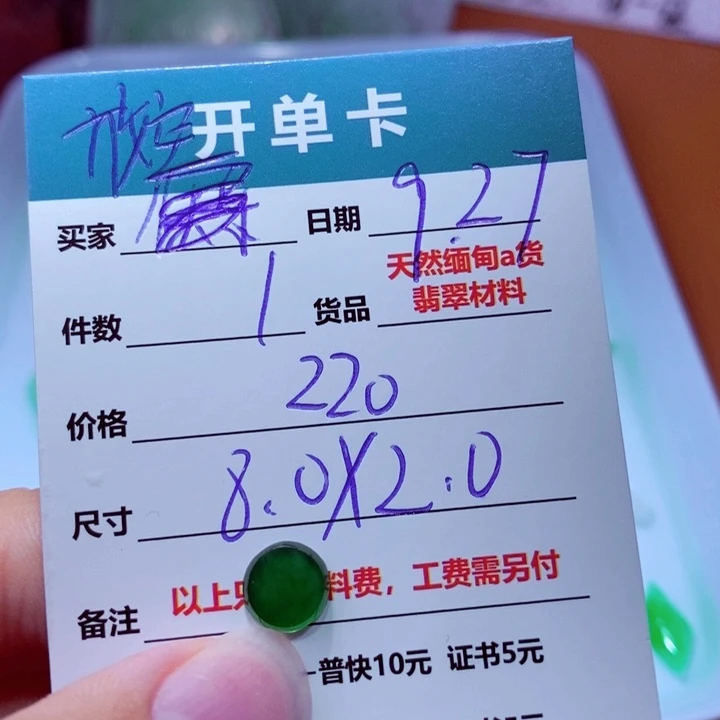 开单卡
买家 日期 9.27
件数 1 货品 天然缅甸a货
翡翠材料
价格 220
尺寸 8.0X2.0
备注 以上 料费，工费需另付
普快10元 证书5元